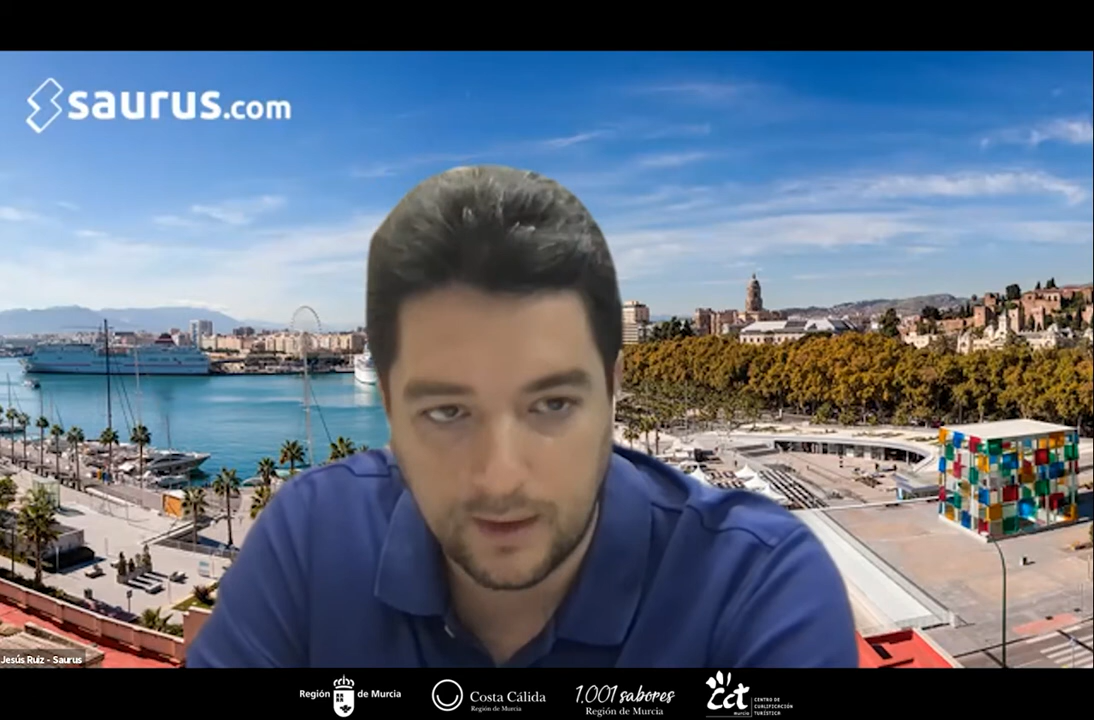 saurus.com
Jesús Ruiz - Saurus
Región de Murcia
Costa Cálida
Región de Murcia
1.001 sabores
Región de Murcia
cct
murcia
CENTRO DE
CUALIFICACIÓN
TURÍSTICA